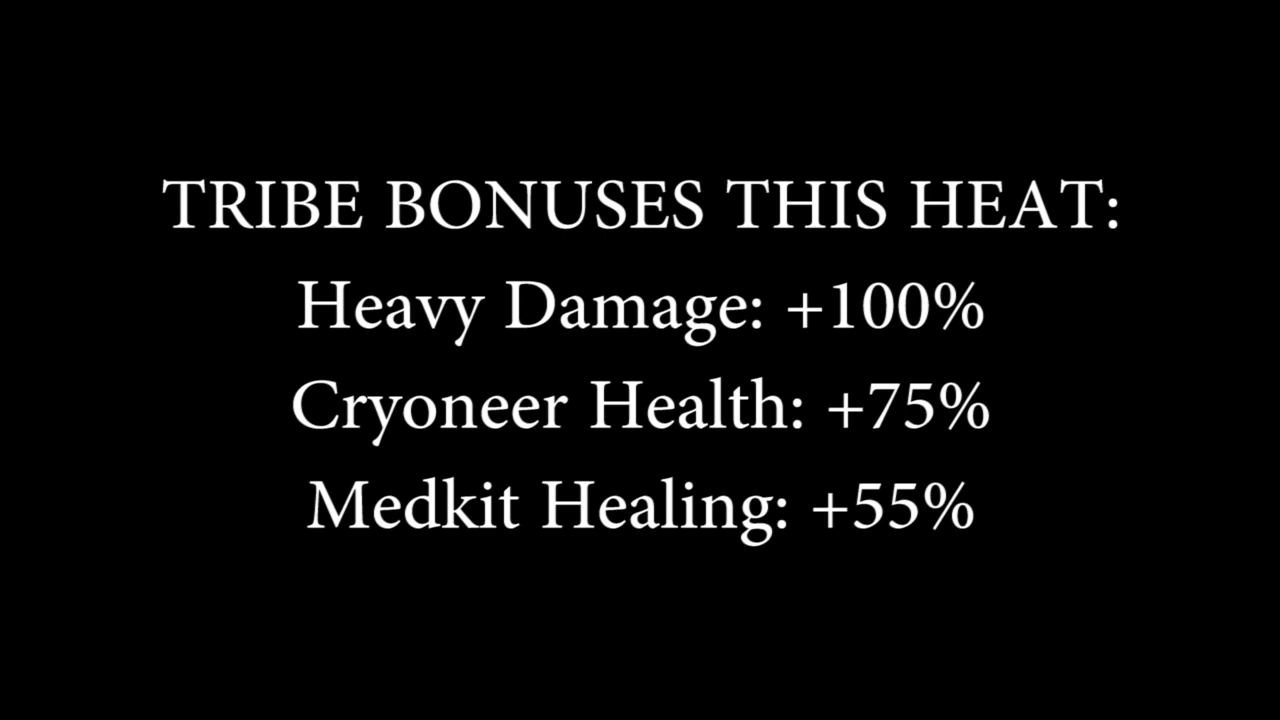 TRIBE BONUSES THIS HEAT:
Heavy Damage: +100%
Cryoneer Health: +75%
Medkit Healing: +55%